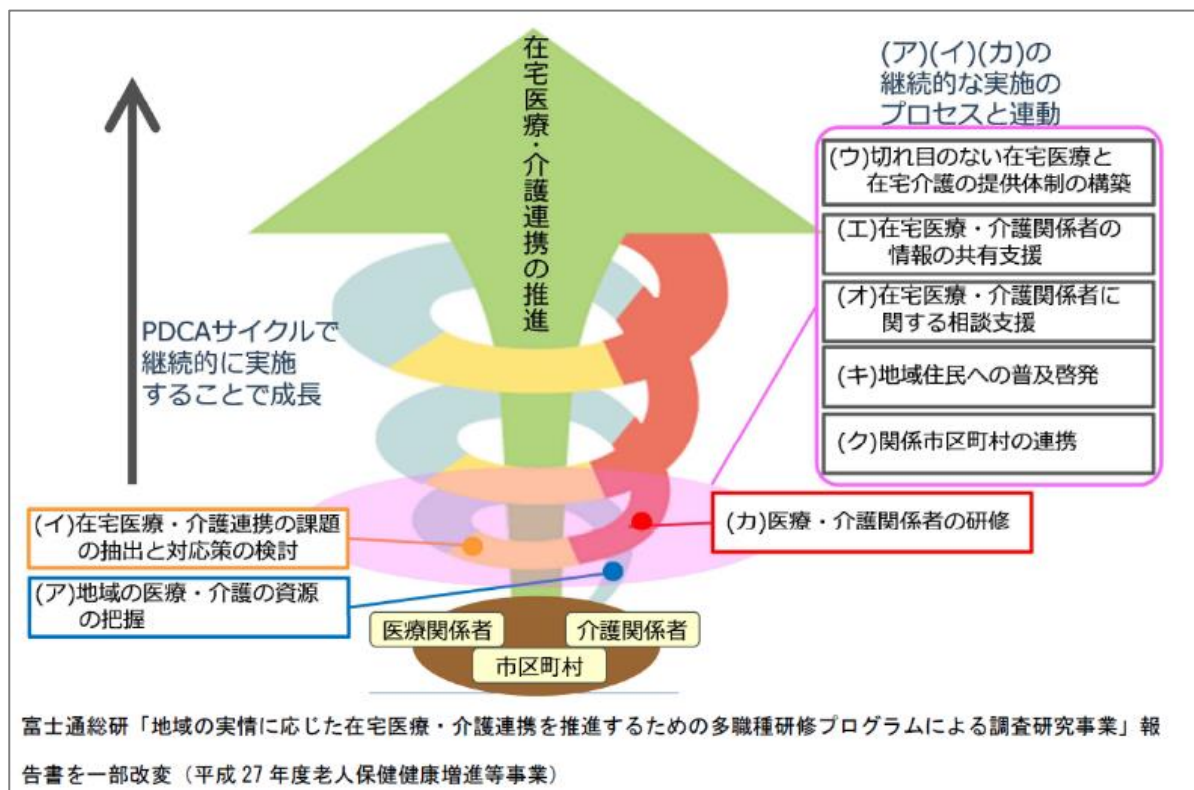 (ア)(イ)(カ)の
継続的な実施の
プロセスと連動
在宅医療・介護連携の推進
(ウ)切れ目のない在宅医療と
在宅介護の提供体制の構築
(エ)在宅医療・介護関係者の
情報の共有支援
(オ)在宅医療・介護関係者に
関する相談支援
(キ)地域住民への普及啓発
(ク)関係市区町村の連携
PDCAサイクルで
継続的に実施
することで成長
(イ)在宅医療・介護連携の課題
の抽出と対応策の検討
(カ)医療・介護関係者の研修
(ア)地域の医療・介護の資源
の把握
医療関係者
介護関係者
市区町村
富士通総研「地域の実情に応じた在宅医療・介護連携を推進するための多職種研修プログラムによる調査研究事業」報
告書を一部改変（平成 27 年度老人保健健康増進等事業）